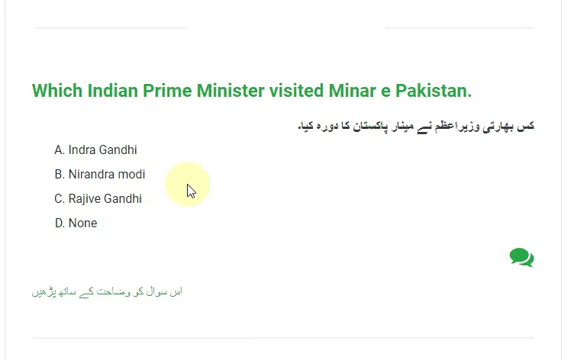 Which Indian Prime Minister visited Minar e Pakistan.
کس بھارتی وزیراعظم نے مینار پاکستان کا دورہ کیا۔
A. Indra Gandhi
B. Nirandra modi
C. Rajive Gandhi
D. None
اس سوال کو وضاحت کے ساتھ پڑھیں